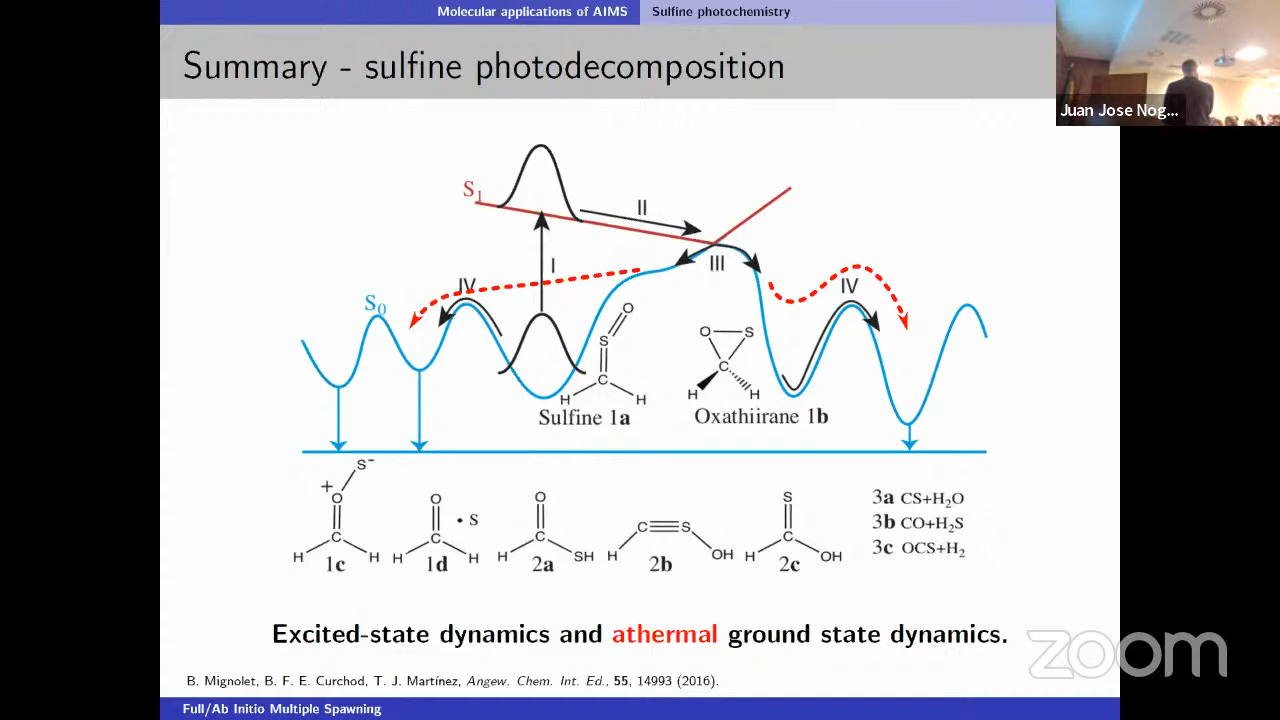 Molecular applications of AIMS Sulfine photochemistry
Summary - sulfine photodecomposition
Juan Jose Nog...
S1
II
I
III
IV
IV
S0
O
S
C
H H
Sulfine 1a
O S
C
H H
Oxathiirane 1b
S-
+
O
C
H H
1c
O
• S
C
H H
1d
O
C
H SH
2a
C S
H OH
2b
S
C
H OH
2c
3a CS+H2O
3b CO+H2S
3c OCS+H2
Excited-state dynamics and athermal ground state dynamics.
zoom
B. Mignolet, B. F. E. Curchod, T. J. Martínez, Angew. Chem. Int. Ed., 55, 14993 (2016).
Full/Ab Initio Multiple Spawning